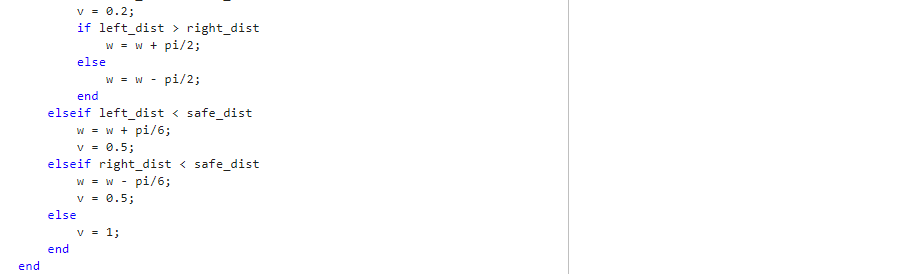 v = 0.2;
if left_dist > right_dist
w = w + pi/2;
else
w = w - pi/2;
end
elseif left_dist < safe_dist
w = w + pi/6;
v = 0.5;
elseif right_dist < safe_dist
w = w - pi/6;
v = 0.5;
else
v = 1;
end
end